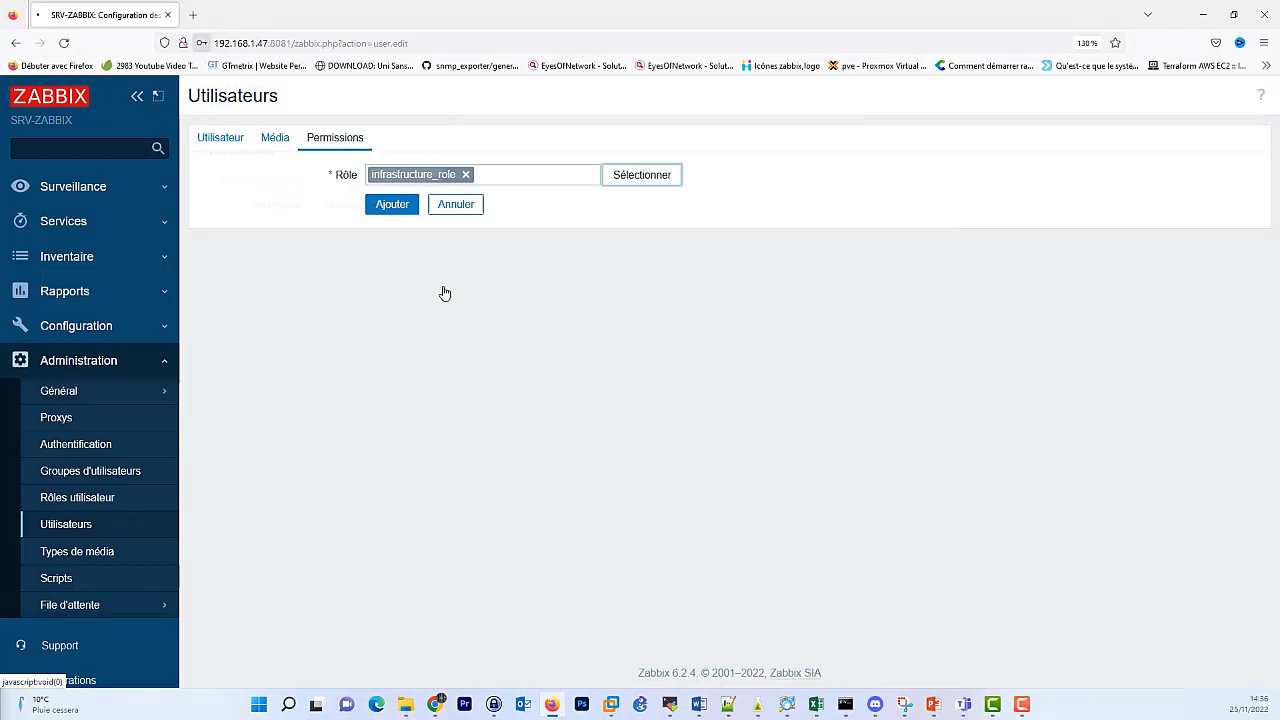 SRV-ZABBIX: Configuration des
192.168.1.47:8081/zabbix.php?action=user.edit
130 %
Débuter avec Firefox
2983 Youtube Video T...
GTmetrix | Website Per...
DOWNLOAD: Uni Sans...
snmp_exporter/gener...
EyesOfNetwork - Solut...
EyesOfNetwork - Solut...
Icônes zabbix,logo
pve - Proxmox Virtual ...
Comment démarrer ra...
Qu'est-ce que le systè...
Terraform AWS EC2 :: l...
ZABBIX
SRV-ZABBIX
Surveillance
Services
Inventaire
Rapports
Configuration
Administration
Général
Proxys
Authentification
Groupes d'utilisateurs
Rôles utilisateur
Utilisateurs
Types de média
Scripts
File d'attente
Support
javascript:void(0)
Utilisateurs
?
Utilisateur
Média
Permissions
* Rôle
infrastructure_role
Sélectionner
Ajouter
Annuler
Zabbix 6.2.4. © 2001–2022, Zabbix SIA
10°C
Pluie cessera
14:36
25/11/2022